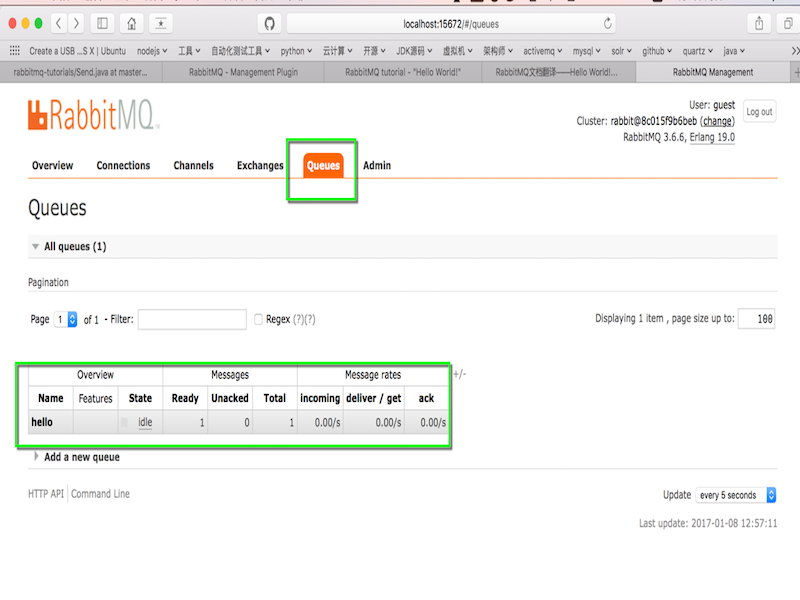 localhost:15672/#/queues
Create a USB ...S X | Ubuntu nodejs 工具 自动化测试工具 python 云计算 开源 JDK源码 虚拟机 架构师 activemq mysql solr github quartz java
rabbitmq-tutorials/Send.java at master... RabbitMQ - Management Plugin RabbitMQ tutorial - "Hello World!" RabbitMQ文档翻译——Hello World!... RabbitMQ Management
RabbitMQ
User: guest
Log out
Cluster: rabbit@8c015f9b6beb (change)
RabbitMQ 3.6.6, Erlang 19.0
Overview Connections Channels Exchanges Queues Admin
Queues
All queues (1)
Pagination
Page 1 of 1 - Filter: Regex (?)(?)
Displaying 1 item , page size up to: 100
Overview Messages Message rates +/-
Name Features State Ready Unacked Total incoming deliver / get ack
hello idle 1 0 1 0.00/s 0.00/s 0.00/s
Add a new queue
HTTP API Command Line
Update every 5 seconds
Last update: 2017-01-08 12:57:11